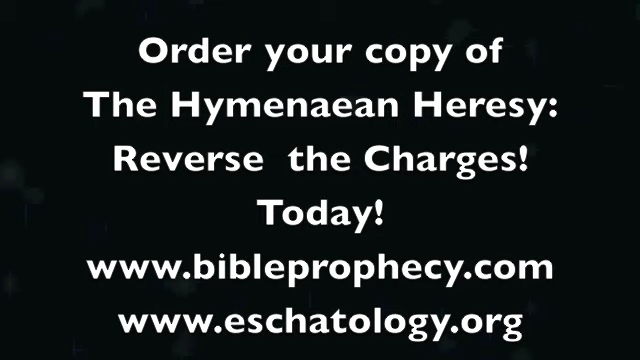 Order your copy of
The Hymenaean Heresy:
Reverse the Charges!
Today!
www.bibleprophecy.com
www.eschatology.org